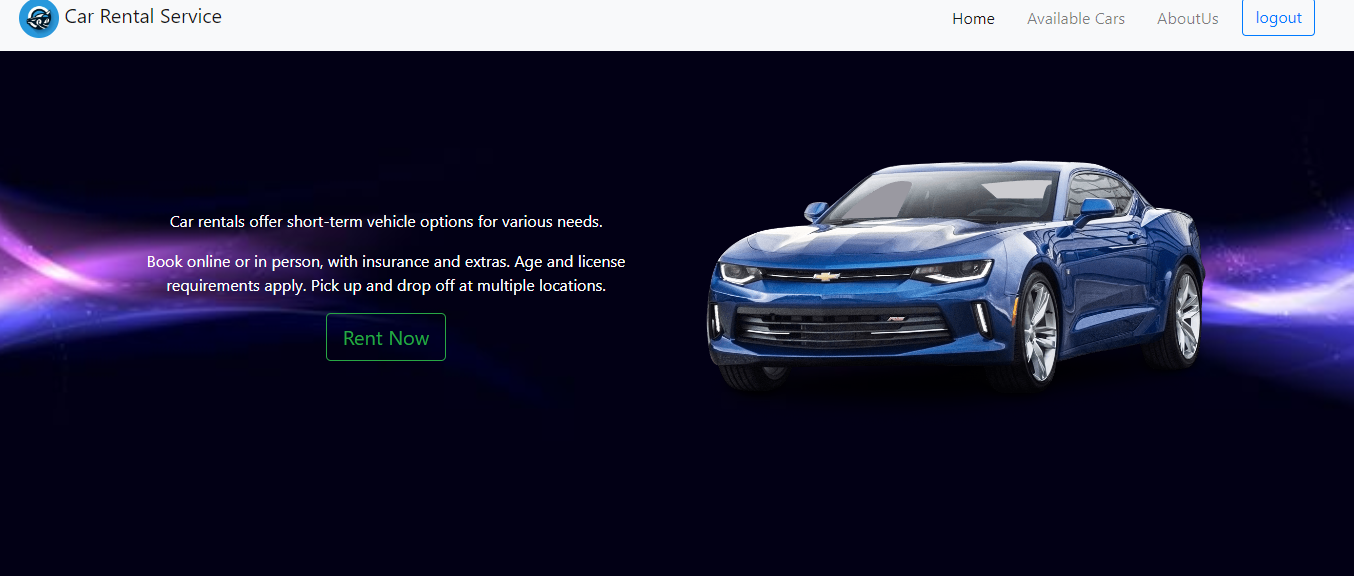 Car Rental Service
Home
Available Cars
AboutUs
logout
Car rentals offer short-term vehicle options for various needs.
Book online or in person, with insurance and extras. Age and license
requirements apply. Pick up and drop off at multiple locations.
Rent Now